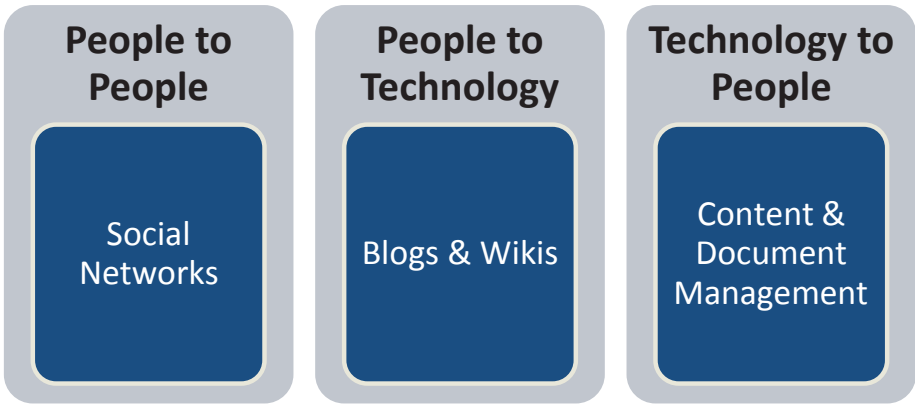 People to
People
Social
Networks
People to
Technology
Blogs & Wikis
Technology to
People
Content &
Document
Management